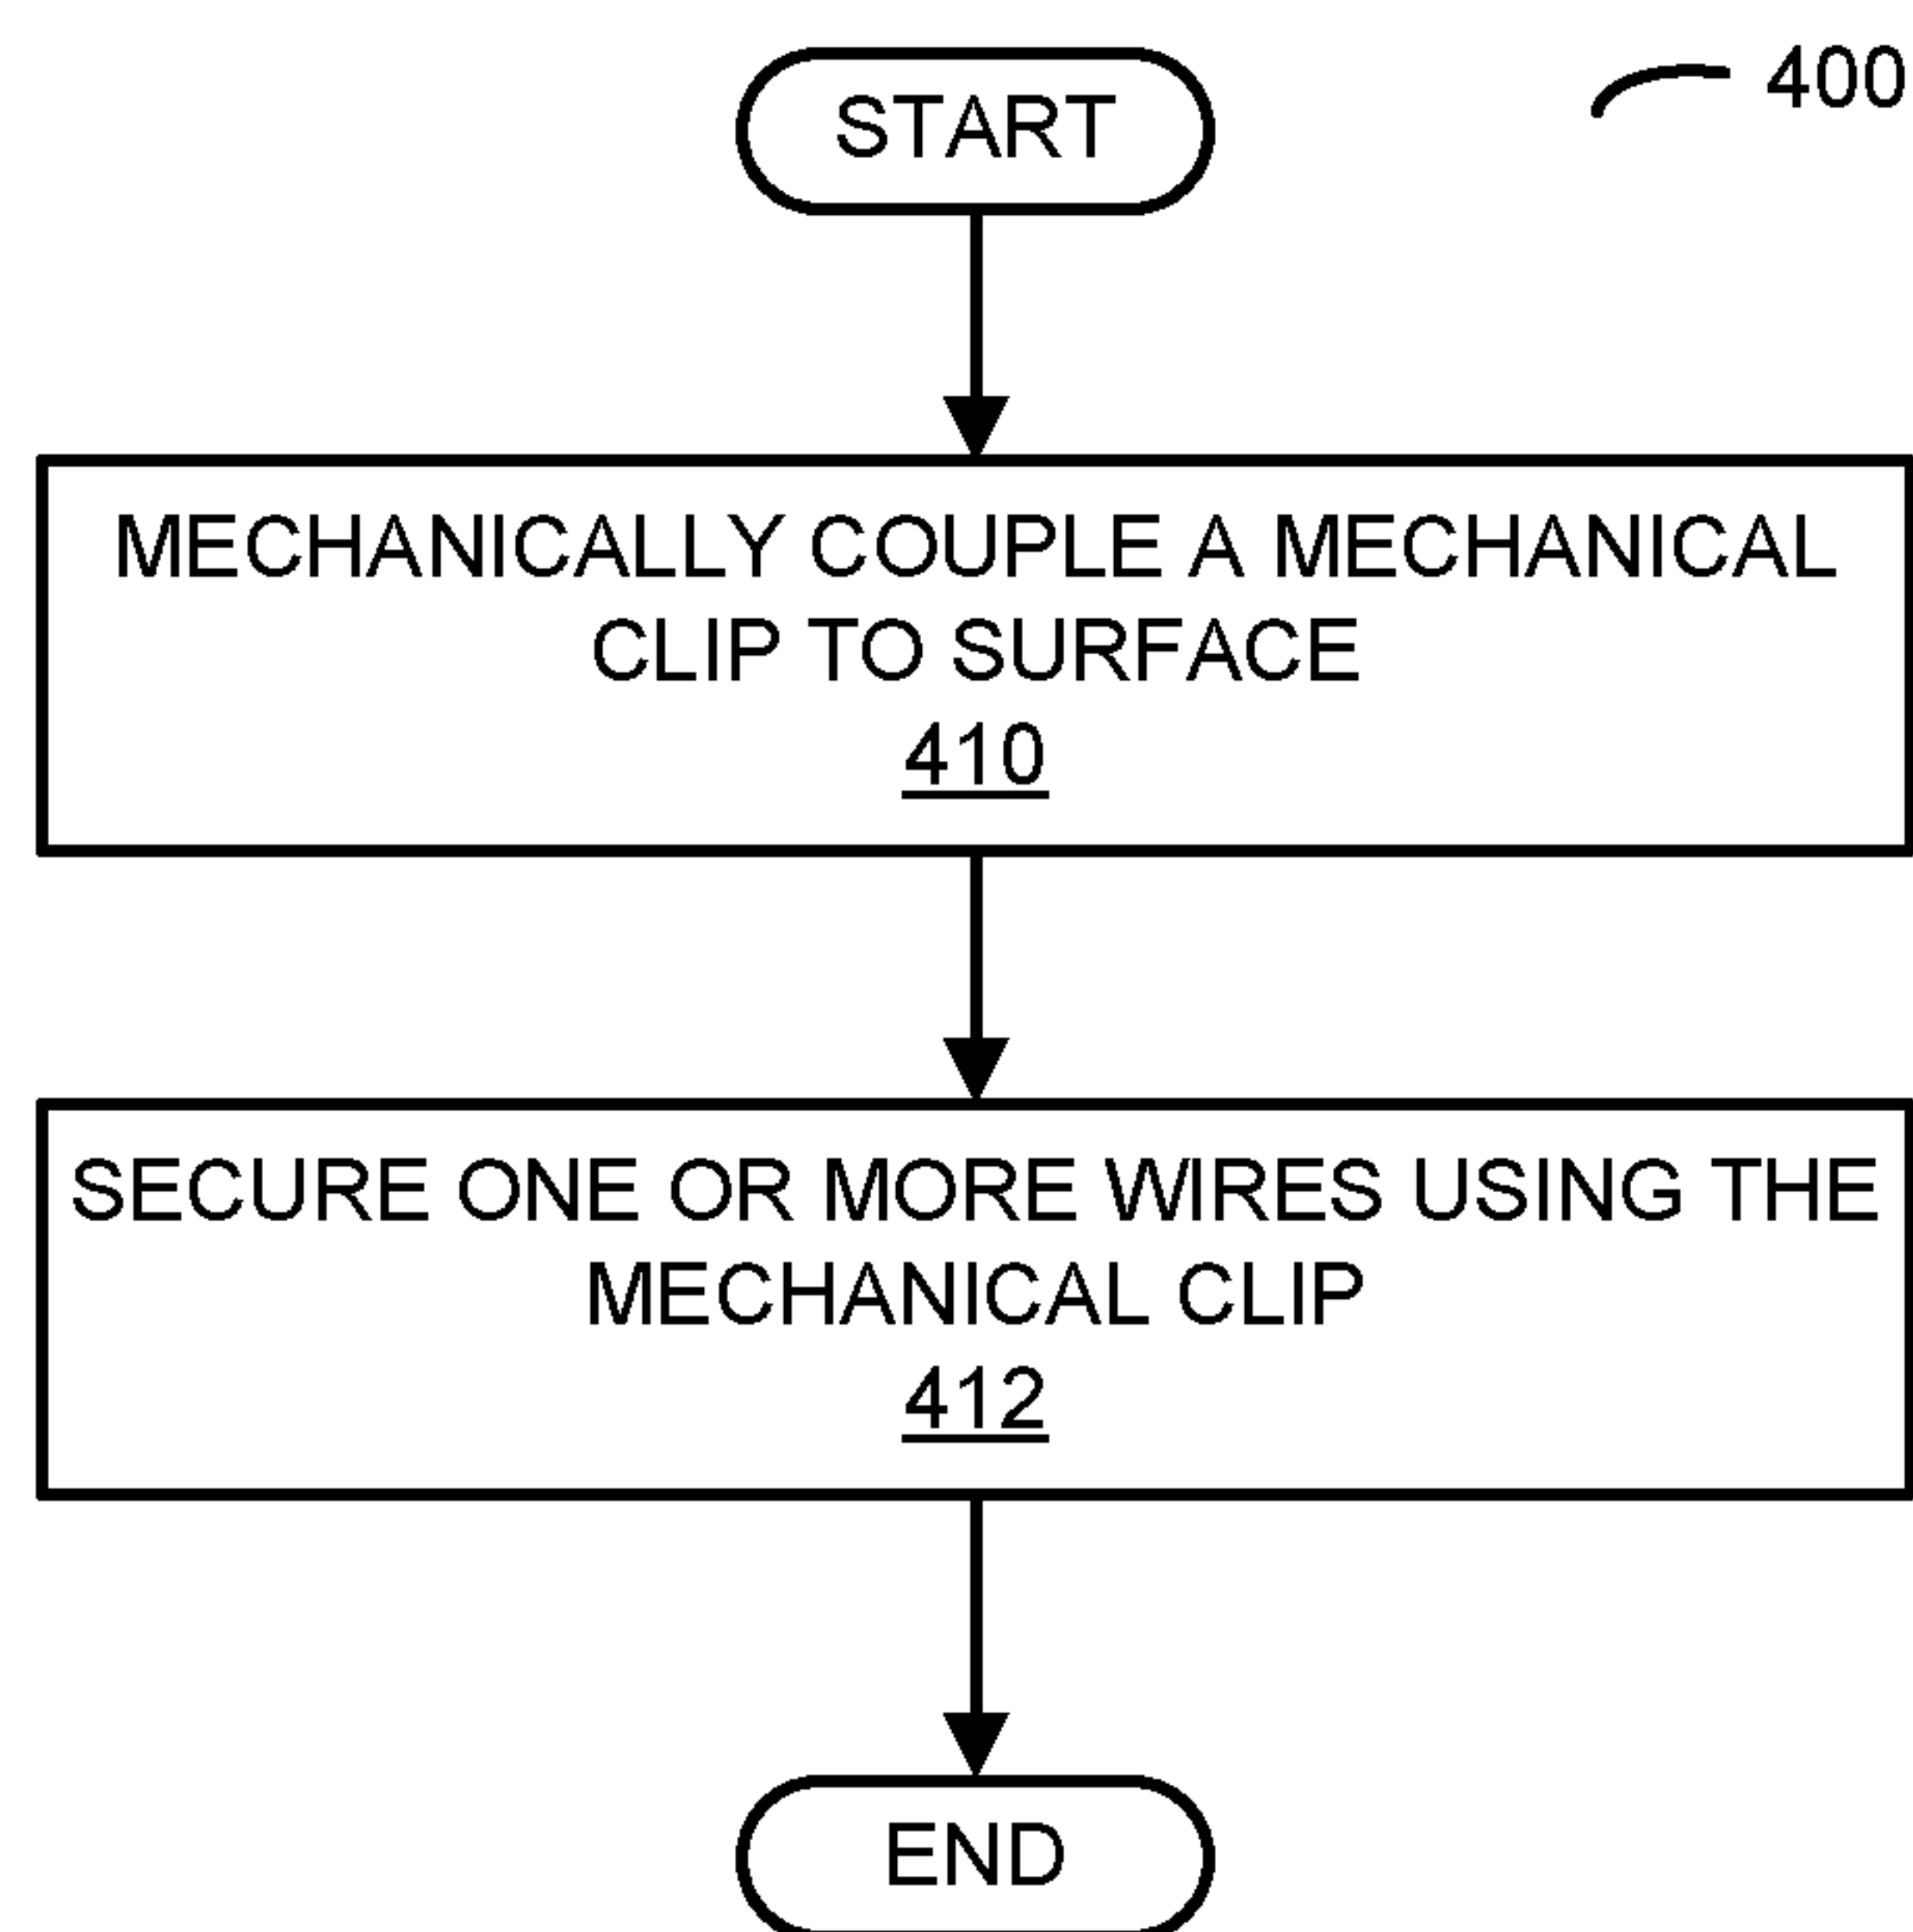 400
START
MECHANICALLY COUPLE A MECHANICAL
CLIP TO SURFACE
410
SECURE ONE OR MORE WIRES USING THE
MECHANICAL CLIP
412
END